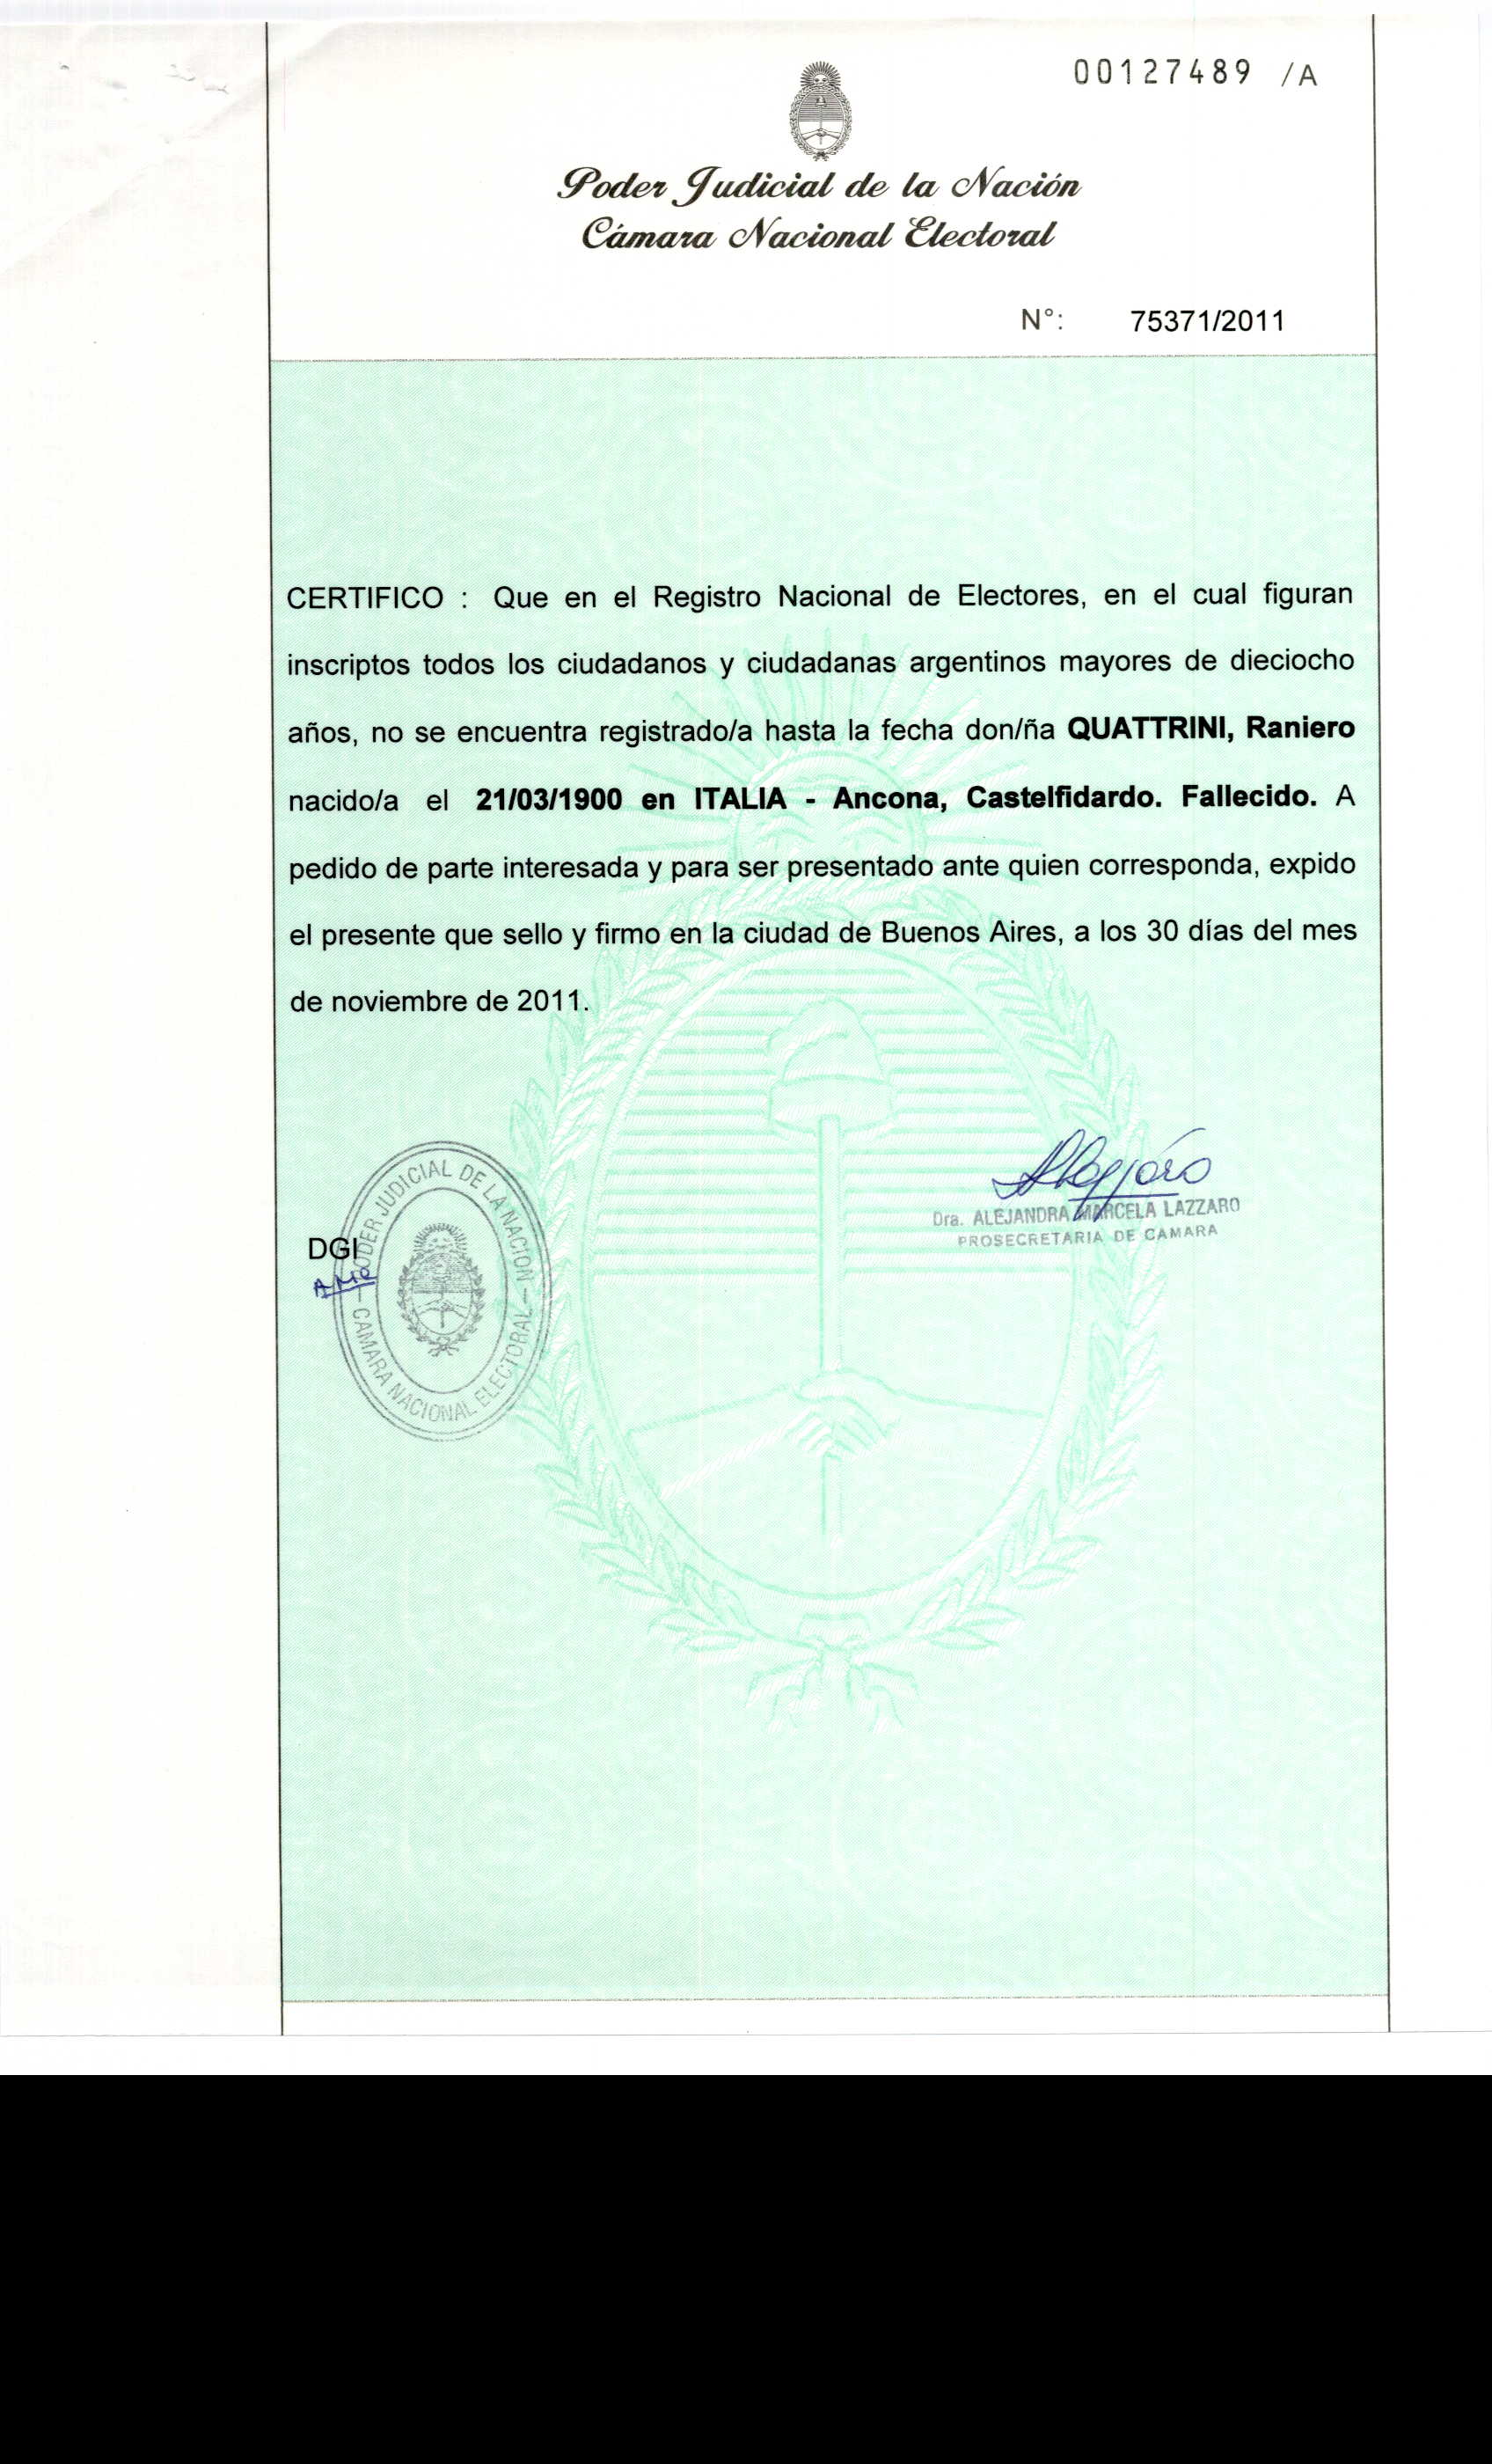 00127489 /A
Poder Judicial de la Nación
Cámara Nacional Electoral
N°: 75371/2011
CERTIFICO : Que en el Registro Nacional de Electores, en el cual figuran
inscriptos todos los ciudadanos y ciudadanas argentinos mayores de dieciocho
años, no se encuentra registrado/a hasta la fecha don/ña QUATTRINI, Raniero
nacido/a el 21/03/1900 en ITALIA - Ancona, Castelfidardo. Fallecido. A
pedido de parte interesada y para ser presentado ante quien corresponda, expido
el presente que sello y firmo en la ciudad de Buenos Aires, a los 30 días del mes
de noviembre de 2011.
Dra. ALEJANDRA MARCELA LAZZARO
PROSECRETARIA DE CAMARA
DGI
PODER JUDICIAL DE LA NACION – CAMARA NACIONAL ELECTORAL –